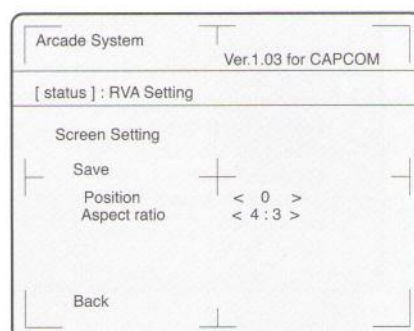 Arcade System
Ver.1.03 for CAPCOM
[ status ] : RVA Setting
Screen Setting
Save
Position < 0 >
Aspect ratio < 4 : 3 >
Back